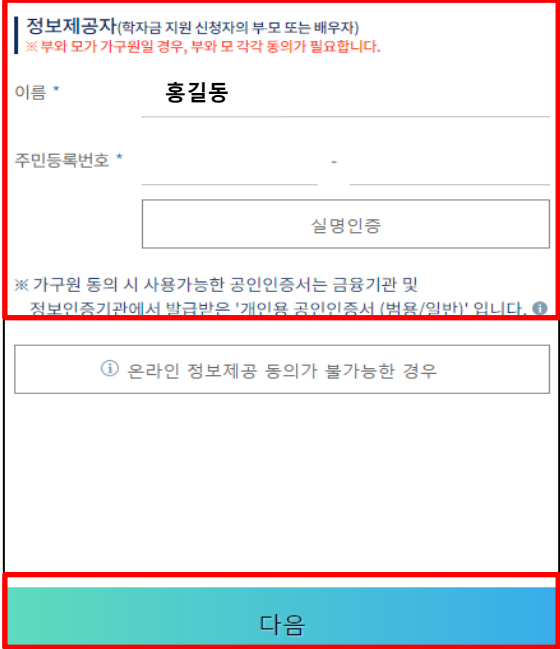 정보제공자(학자금 지원 신청자의 부·모 또는 배우자)
※ 부와 모가 가구원일 경우, 부와 모 각각 동의가 필요합니다.
이름 * 홍길동
주민등록번호 * -
실명인증
※ 가구원 동의 시 사용가능한 공인인증서는 금융기관 및
정보인증기관에서 발급받은 '개인용 공인인증서 (범용/일반)' 입니다.
온라인 정보제공 동의가 불가능한 경우
다음